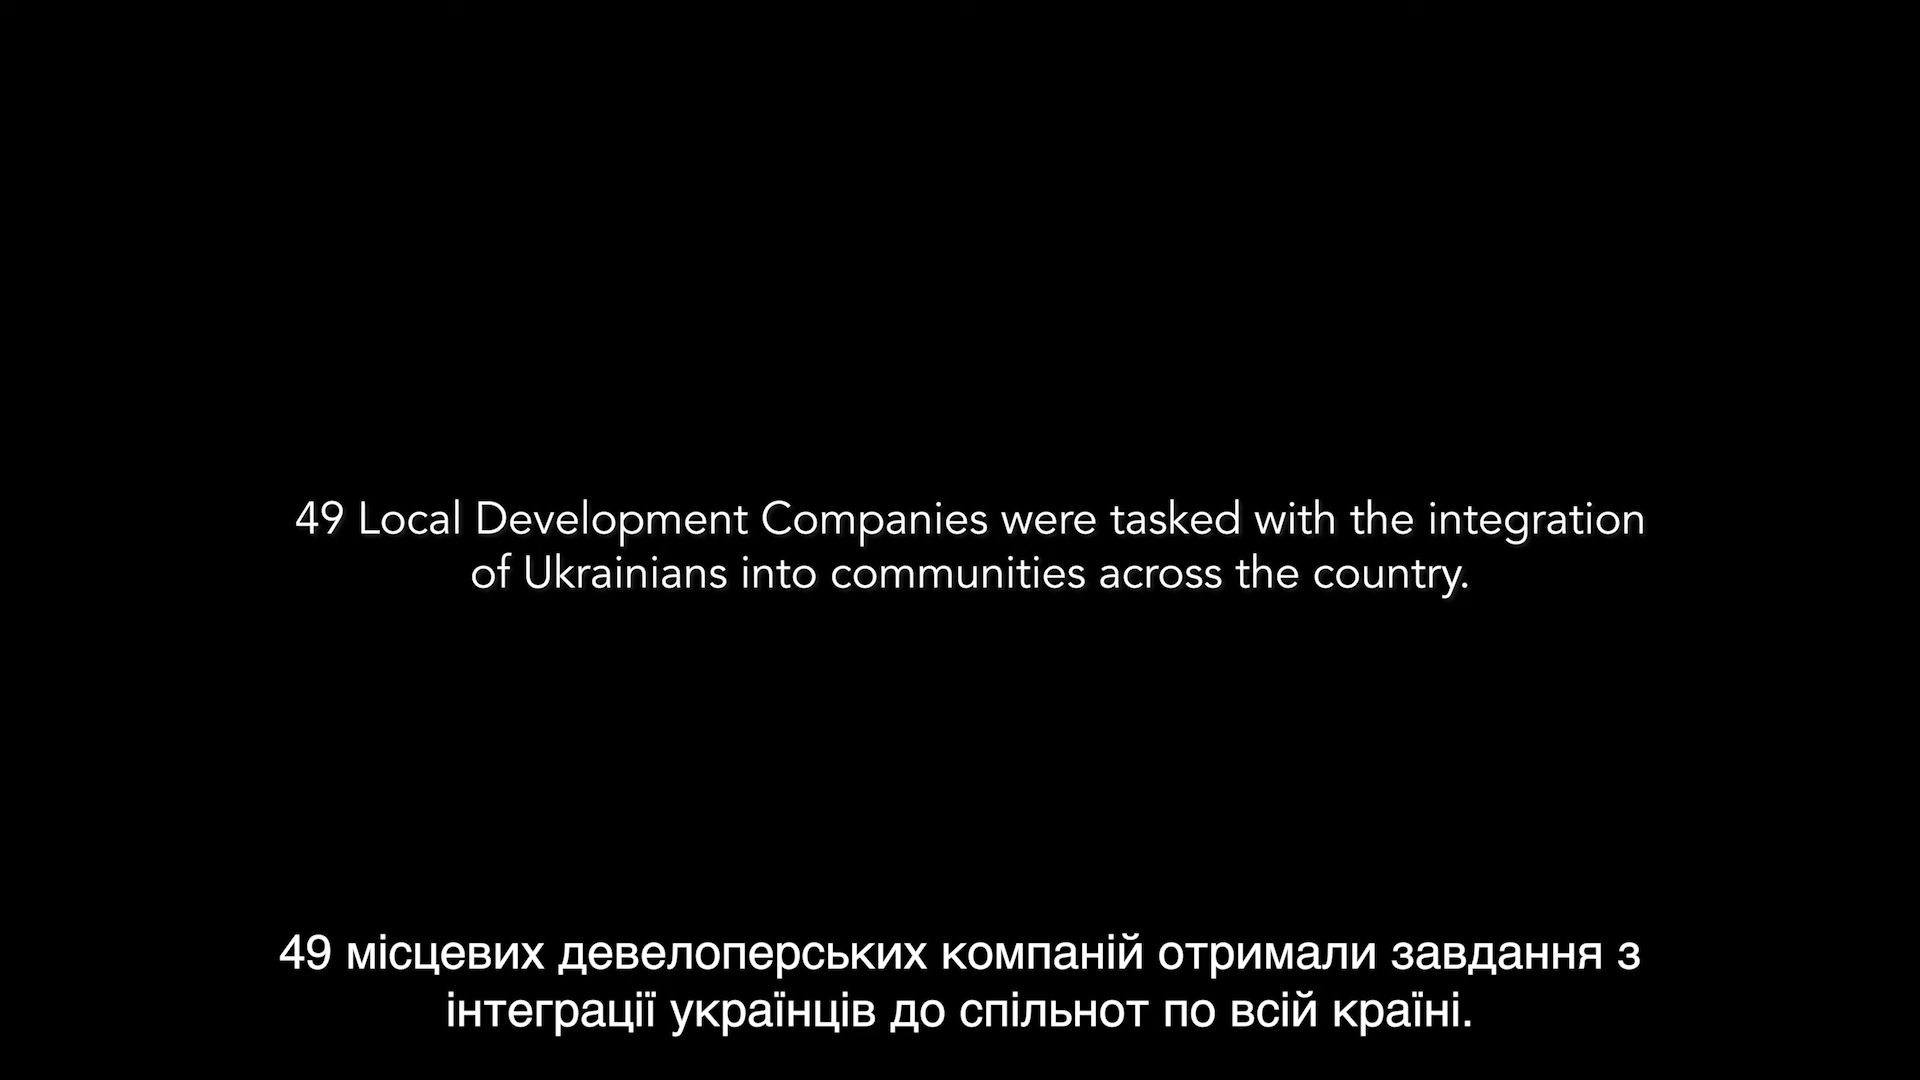 49 Local Development Companies were tasked with the integration
of Ukrainians into communities across the country.
49 місцевих девелоперських компаній отримали завдання з
інтеграції українців до спільнот по всій країні.